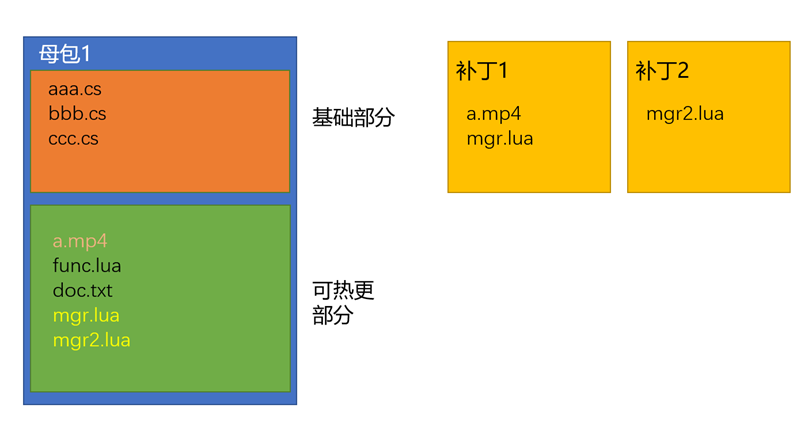 母包1
aaa.cs
bbb.cs
ccc.cs
基础部分
a.mp4
func.lua
doc.txt
mgr.lua
mgr2.lua
可热更
部分
补丁1
a.mp4
mgr.lua
补丁2
mgr2.lua